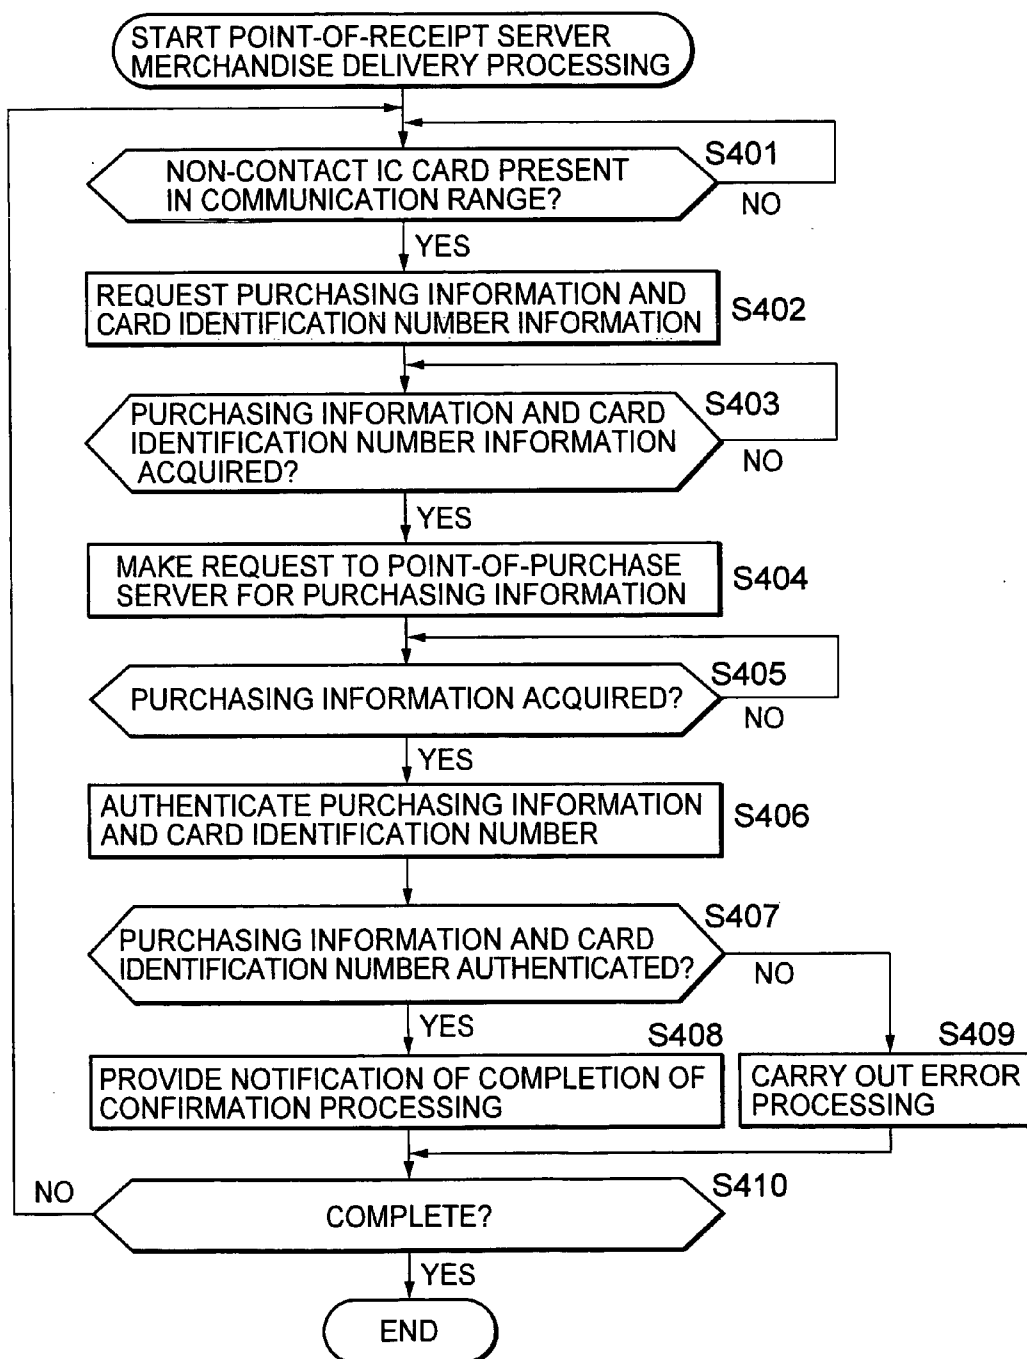 START POINT-OF-RECEIPT SERVER
MERCHANDISE DELIVERY PROCESSING
S401
NON-CONTACT IC CARD PRESENT
IN COMMUNICATION RANGE?
NO
YES
REQUEST PURCHASING INFORMATION AND
CARD IDENTIFICATION NUMBER INFORMATION
S402
S403
PURCHASING INFORMATION AND CARD
IDENTIFICATION NUMBER INFORMATION
ACQUIRED?
NO
YES
MAKE REQUEST TO POINT-OF-PURCHASE
SERVER FOR PURCHASING INFORMATION
S404
S405
PURCHASING INFORMATION ACQUIRED?
NO
YES
AUTHENTICATE PURCHASING INFORMATION
AND CARD IDENTIFICATION NUMBER
S406
S407
PURCHASING INFORMATION AND CARD
IDENTIFICATION NUMBER AUTHENTICATED?
NO
YES
S408
S409
PROVIDE NOTIFICATION OF COMPLETION OF
CONFIRMATION PROCESSING
CARRY OUT ERROR
PROCESSING
S410
NO
COMPLETE?
YES
END